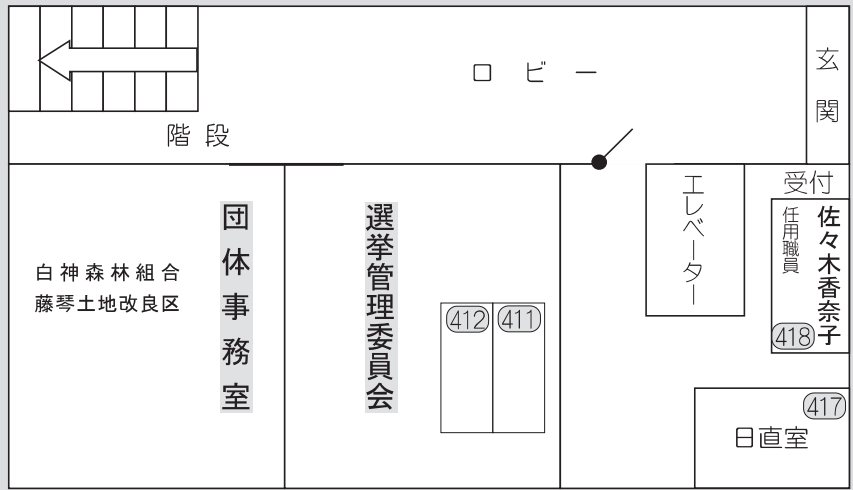 ロビー
玄関
階段
受付
エレベーター
佐々木香奈子
任用職員
418
団体事務室
白神森林組合
藤琴土地改良区
選挙管理委員会
412
411
417
日直室